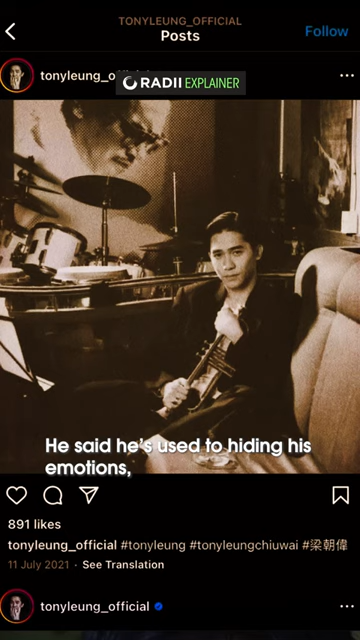 TONYLEUNG_OFFICIAL
Posts
Follow
tonyleung_o
RADII EXPLAINER
He said he's used to hiding his
emotions,
891 likes
tonyleung_official #tonyleung #tonyleungchiuwai #梁朝偉
11 July 2021 · See Translation
tonyleung_official